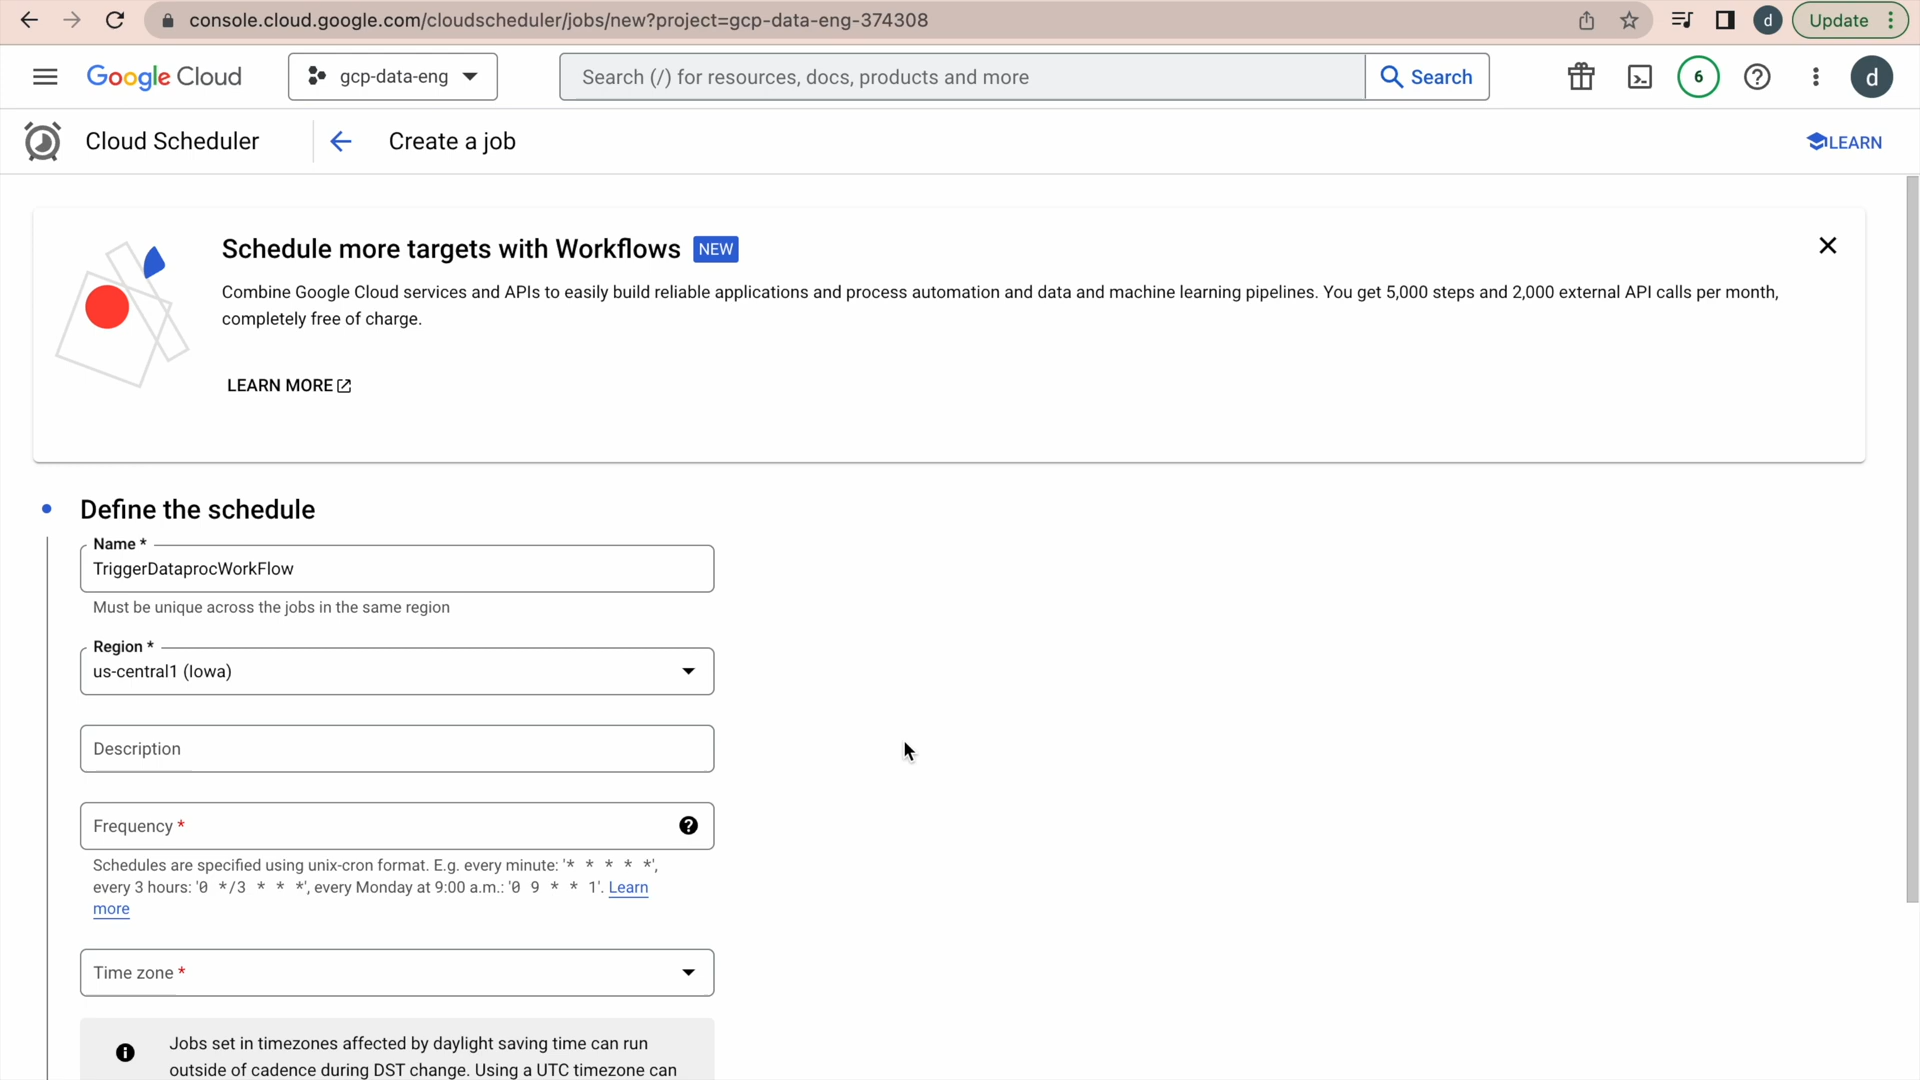 console.cloud.google.com/cloudscheduler/jobs/new?project=gcp-data-eng-374308
d
Update
Google Cloud
gcp-data-eng
Search (/) for resources, docs, products and more
Search
6
d
Cloud Scheduler
Create a job
LEARN
Schedule more targets with Workflows NEW
Combine Google Cloud services and APIs to easily build reliable applications and process automation and data and machine learning pipelines. You get 5,000 steps and 2,000 external API calls per month,
completely free of charge.
LEARN MORE
Define the schedule
Name *
TriggerDataprocWorkFlow
Must be unique across the jobs in the same region
Region *
us-central1 (Iowa)
Description
Frequency *
Schedules are specified using unix-cron format. E.g. every minute: '* * * * *',
every 3 hours: '0 */3 * * *', every Monday at 9:00 a.m.: '0 9 * * 1'. Learn
more
Time zone *
Jobs set in timezones affected by daylight saving time can run
outside of cadence during DST change. Using a UTC timezone can